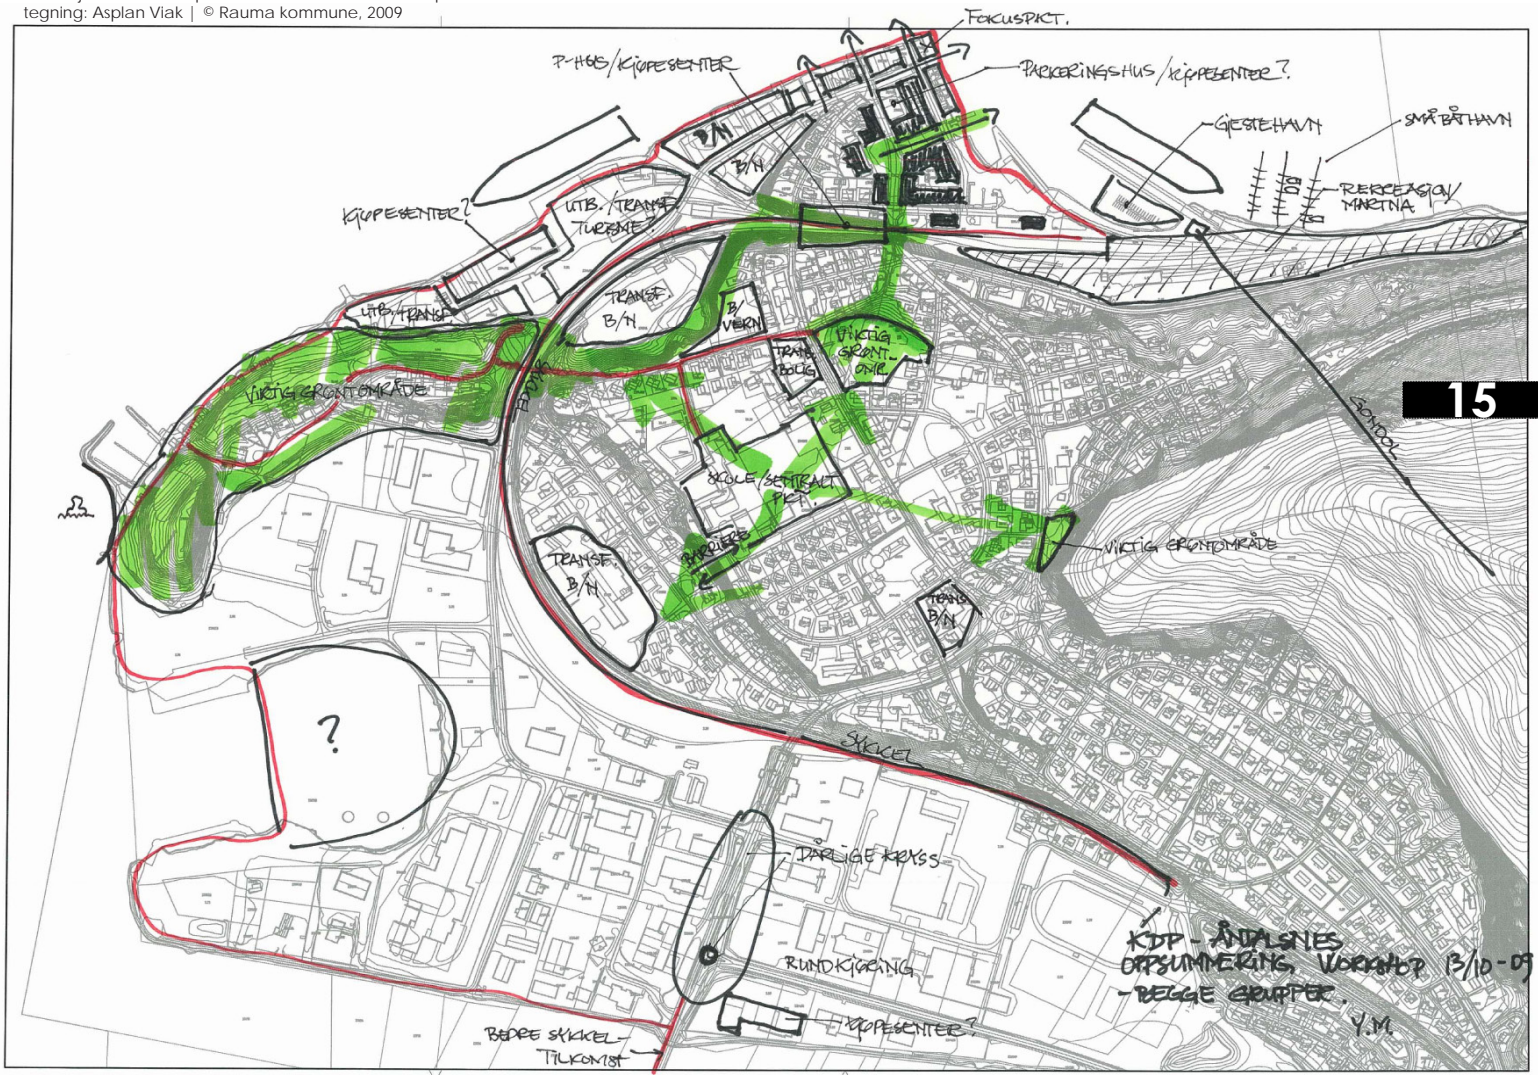 tegning: Asplan Viak | © Rauma kommune, 2009
FOKUSPKT.
P-HUS/KJØPESENTER
PARKERINGSHUS/KJØPESENTER?
GJESTEHAVN
SMÅBÅTHAVN
B/N
B/N
REKREASJON/
MARINA
KJØPESENTER?
UTB./TRANSF.
TURISME?
UTB./TRANSF.
TRANSF.
B/N
B/
VERN
VIKTIG
GRØNT-
OMR.
TRANSF.
BOLIG
VIKTIG GRØNTOMRÅDE
15
GONDOL
SKOLE/SENTRALT
PKT.
BARRIERE
VIKTIG GRØNTOMRÅDE
TRANSF.
B/N
TRANS
B/N
?
SYKKEL
DÅRLIGE KRYSS
RUNDKJØRING
KDP - ÅNDALSNES
OPPSUMMERING WORKSHOP 13/10-09
- BEGGE GRUPPER.
Y.M.
KJØPESENTER?
BEDRE SYKKEL-
TILKOMST